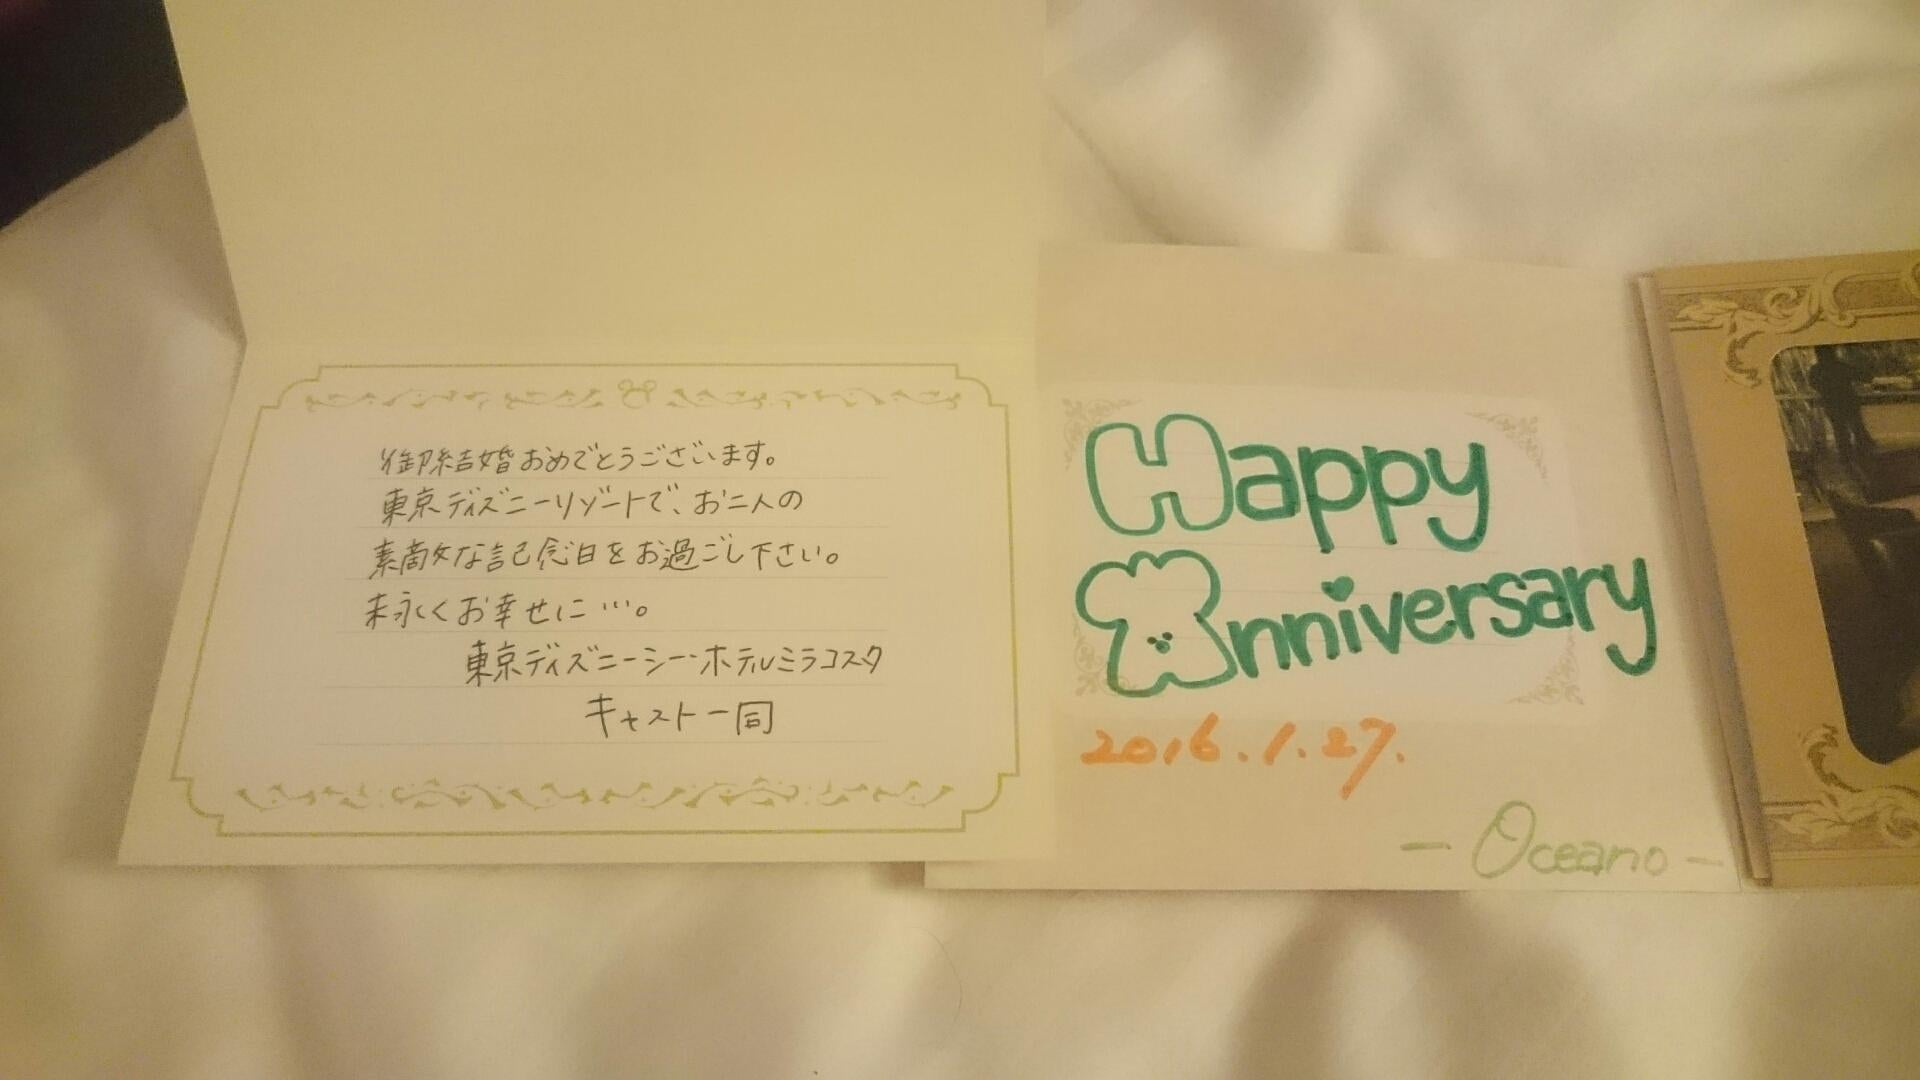 御結婚おめでとうございます。
東京ディズニーリゾートで、お二人の
素敵な記念日をお過ごし下さい。
末永くお幸せに…。
東京ディズニーシー・ホテルミラコスタ
キャスト一同
Happy
Anniversary
2016.1.27.
- Oceano -